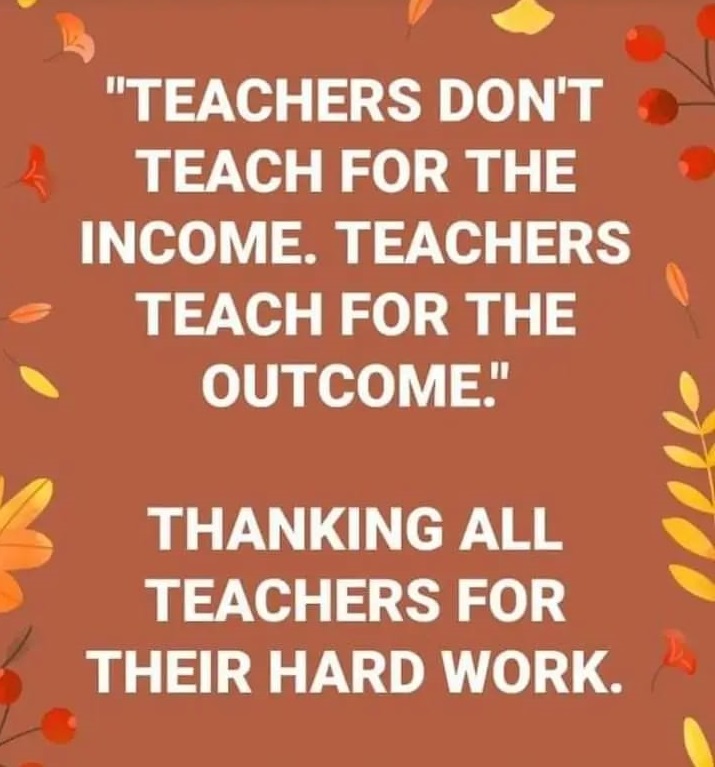 "TEACHERS DON'T
TEACH FOR THE
INCOME. TEACHERS
TEACH FOR THE
OUTCOME."
THANKING ALL
TEACHERS FOR
THEIR HARD WORK.